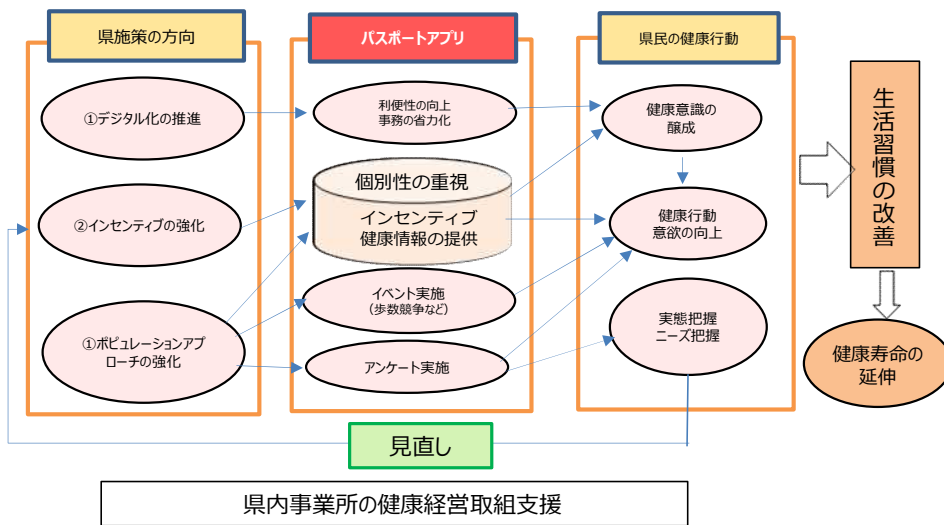 県施策の方向
パスポートアプリ
県民の健康行動
①デジタル化の推進
②インセンティブの強化
①ポピュレーションアプ
ローチの強化
利便性の向上
事務の省力化
個別性の重視
インセンティブ
健康情報の提供
イベント実施
(歩数競争など)
アンケート実施
健康意識の
醸成
健康行動
意欲の向上
実態把握
ニーズ把握
生活習慣の改善
健康寿命の
延伸
見直し
県内事業所の健康経営取組支援